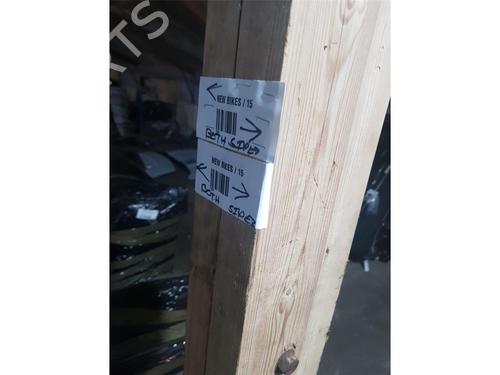 NEW BIKES / 15
BOTH SIDES
NEW BIKES / 15
BOTH SIDES